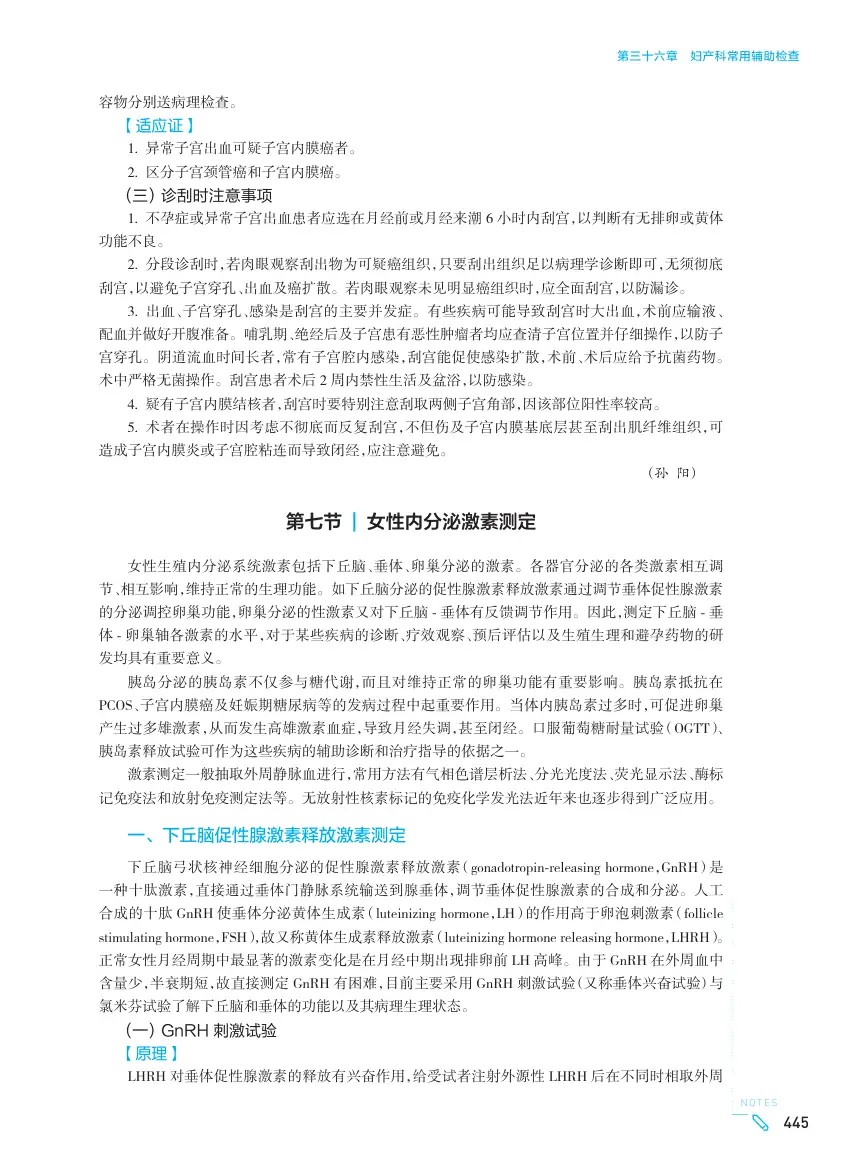 第三十六章 妇产科常用辅助检查
容物分别送病理检查。
【适应证】
1. 异常子宫出血可疑子宫内膜癌者。
2. 区分子宫颈管癌和子宫内膜癌。
（三）诊刮时注意事项
1. 不孕症或异常子宫出血患者应选在月经前或月经来潮 6 小时内刮宫，以判断有无排卵或黄体
功能不良。
2. 分段诊刮时，若肉眼观察刮出物为可疑癌组织，只要刮出组织足以病理学诊断即可，无须彻底
刮宫，以避免子宫穿孔、出血及癌扩散。若肉眼观察未见明显癌组织时，应全面刮宫，以防漏诊。
3. 出血、子宫穿孔、感染是刮宫的主要并发症。有些疾病可能导致刮宫时大出血，术前应输液、
配血并做好开腹准备。哺乳期、绝经后及子宫患有恶性肿瘤者均应查清子宫位置并仔细操作，以防子
宫穿孔。阴道流血时间长者，常有子宫腔内感染，刮宫能促使感染扩散，术前、术后应给予抗菌药物。
术中严格无菌操作。刮宫患者术后 2 周内禁性生活及盆浴，以防感染。
4. 疑有子宫内膜结核者，刮宫时要特别注意刮取两侧子宫角部，因该部位阳性率较高。
5. 术者在操作时因考虑不彻底而反复刮宫，不但伤及子宫内膜基底层甚至刮出肌纤维组织，可
造成子宫内膜炎或子宫腔粘连而导致闭经，应注意避免。
（孙 阳）
第七节 | 女性内分泌激素测定
女性生殖内分泌系统激素包括下丘脑、垂体、卵巢分泌的激素。各器官分泌的各类激素相互调
节、相互影响，维持正常的生理功能。如下丘脑分泌的促性腺激素释放激素通过调节垂体促性腺激素
的分泌调控卵巢功能，卵巢分泌的性激素又对下丘脑 - 垂体有反馈调节作用。因此，测定下丘脑 - 垂
体 - 卵巢轴各激素的水平，对于某些疾病的诊断、疗效观察、预后评估以及生殖生理和避孕药物的研
发均具有重要意义。
胰岛分泌的胰岛素不仅参与糖代谢，而且对维持正常的卵巢功能有重要影响。胰岛素抵抗在
PCOS、子宫内膜癌及妊娠期糖尿病等的发病过程中起重要作用。当体内胰岛素过多时，可促进卵巢
产生过多雄激素，从而发生高雄激素血症，导致月经失调，甚至闭经。口服葡萄糖耐量试验（OGTT）、
胰岛素释放试验可作为这些疾病的辅助诊断和治疗指导的依据之一。
激素测定一般抽取外周静脉血进行，常用方法有气相色谱层析法、分光光度法、荧光显示法、酶标
记免疫法和放射免疫测定法等。无放射性核素标记的免疫化学发光法近年来也逐步得到广泛应用。
一、下丘脑促性腺激素释放激素测定
下丘脑弓状核神经细胞分泌的促性腺激素释放激素（gonadotropin-releasing hormone，GnRH）是
一种十肽激素，直接通过垂体门静脉系统输送到腺垂体，调节垂体促性腺激素的合成和分泌。人工
合成的十肽 GnRH 使垂体分泌黄体生成素（luteinizing hormone，LH）的作用高于卵泡刺激素（follicle
stimulating hormone，FSH），故又称黄体生成素释放激素（luteinizing hormone releasing hormone，LHRH）。
正常女性月经周期中最显著的激素变化是在月经中期出现排卵前 LH 高峰。由于 GnRH 在外周血中
含量少，半衰期短，故直接测定 GnRH 有困难，目前主要采用 GnRH 刺激试验（又称垂体兴奋试验）与
氯米芬试验了解下丘脑和垂体的功能以及其病理生理状态。
（一）GnRH 刺激试验
【原理】
LHRH 对垂体促性腺激素的释放有兴奋作用，给受试者注射外源性 LHRH 后在不同时相取外周
NOTES
445